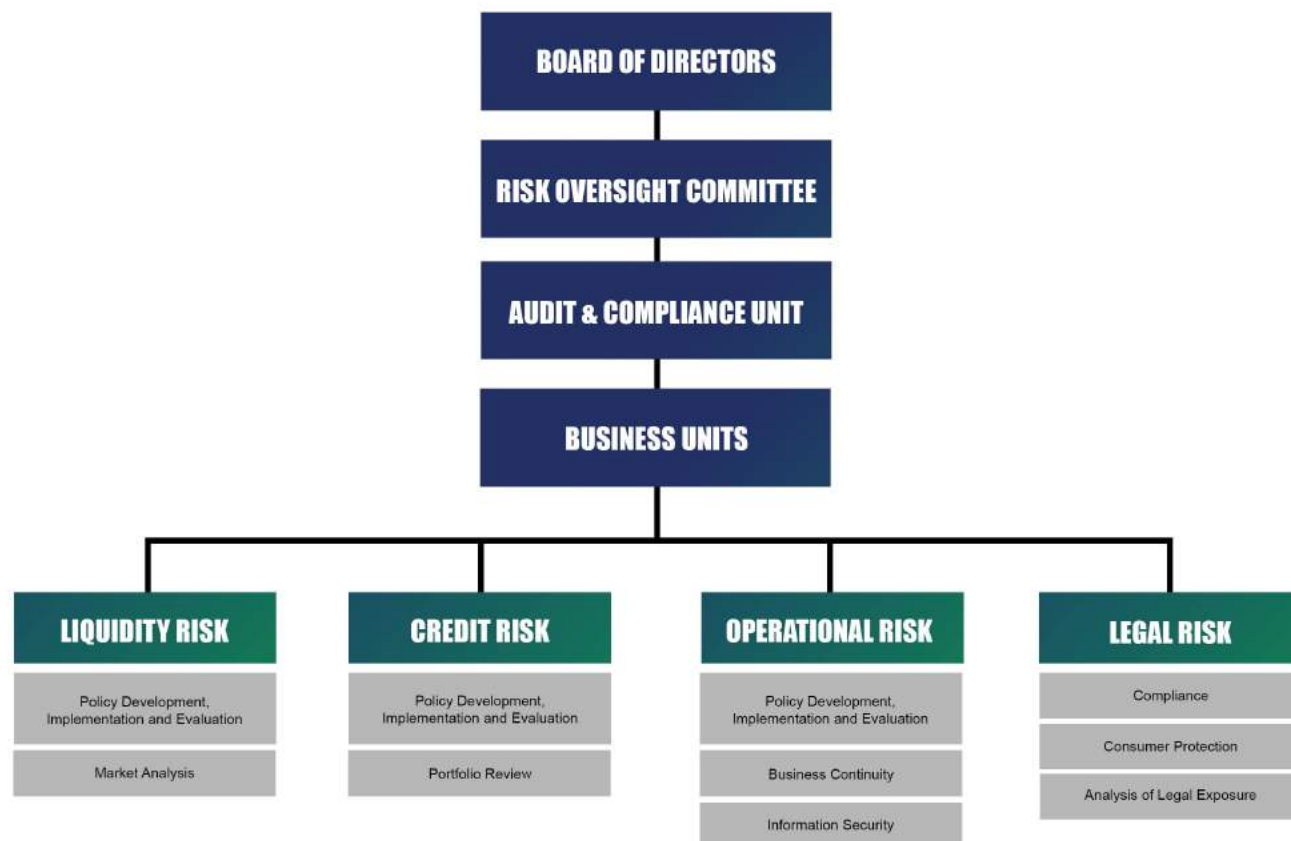 BOARD OF DIRECTORS
RISK OVERSIGHT COMMITTEE
AUDIT & COMPLIANCE UNIT
BUSINESS UNITS
LIQUIDITY RISK
Policy Development,
Implementation and Evaluation
Market Analysis
CREDIT RISK
Policy Development,
Implementation and Evaluation
Portfolio Review
OPERATIONAL RISK
Policy Development,
Implementation and Evaluation
Business Continuity
Information Security
LEGAL RISK
Compliance
Consumer Protection
Analysis of Legal Exposure